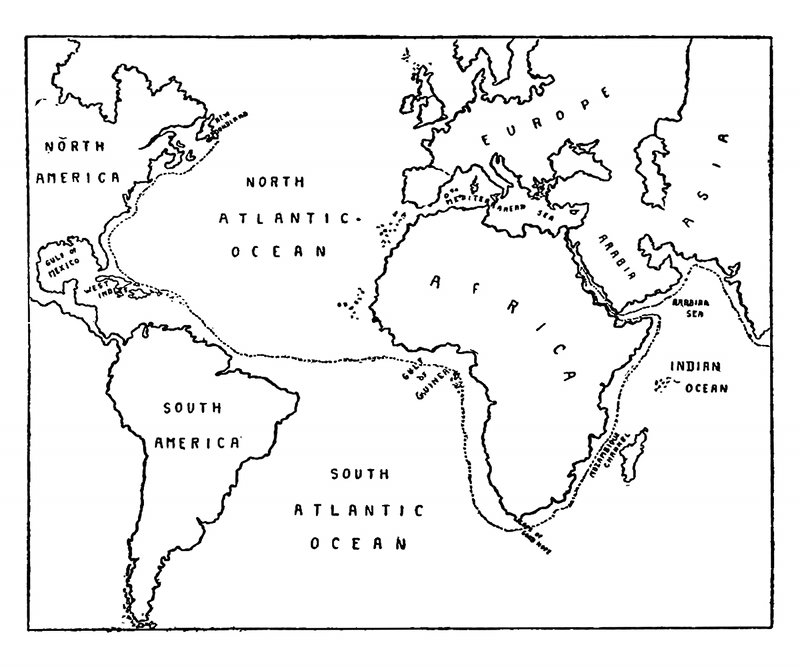 NEW
FOUNDLAND
NORTH
AMERICA
NORTH
ATLANTIC-
OCEAN
GULF OF
MEXICO
WEST
INDIES
EUROPE
ASIA
MEDITERRANEAN SEA
ARABIA
AFRICA
ARABIAN
SEA
GULF
OF
GUINEA
INDIAN
OCEAN
SOUTH
AMERICA
MOZAMBIQUE
CHANNEL
SOUTH
ATLANTIC
OCEAN
CAPE OF
GOOD HOPE